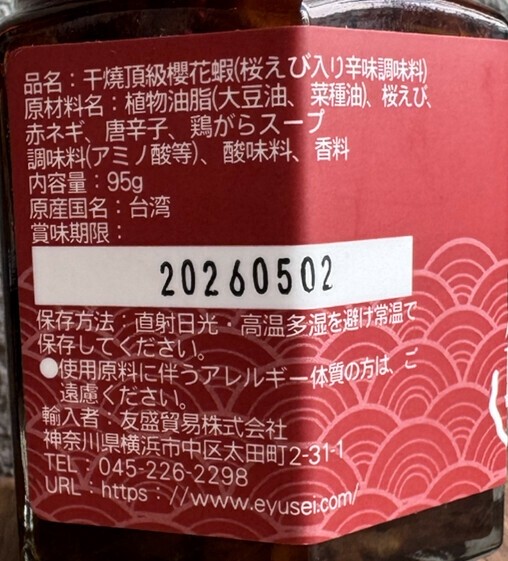 品名：干燒頂級櫻花蝦(桜えび入り辛味調味料)
原材料名：植物油脂(大豆油、菜種油)、桜えび、
赤ネギ、唐辛子、鶏がらスープ
調味料(アミノ酸等)、酸味料、香料
内容量：95g
原産国名：台湾
賞味期限：
20260502
保存方法：直射日光・高温多湿を避け常温で
保存してください。
●使用原料に伴うアレルギー体質の方は、ご
遠慮ください。
輸入者：友盛貿易株式会社
神奈川県横浜市中区太田町2-31-1
TEL：045-226-2298
URL：https：//www.eyusei.com/